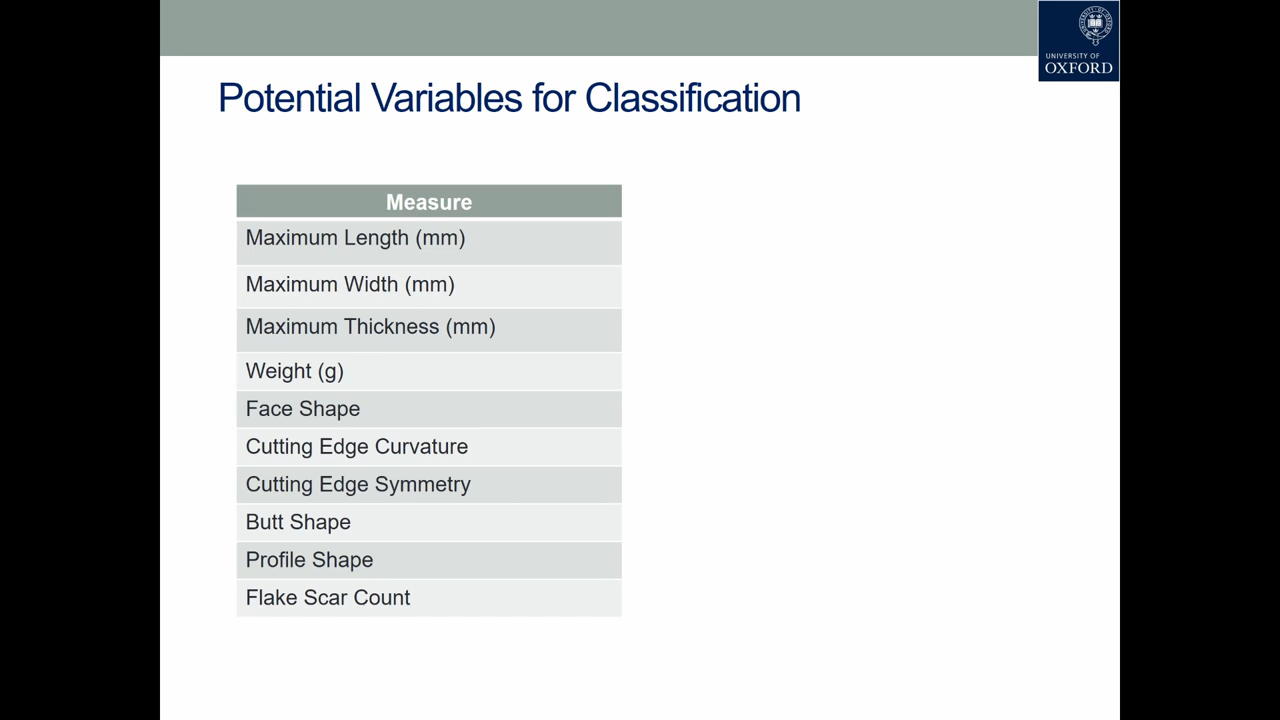 UNIVERSITY OF
OXFORD
Potential Variables for Classification
Measure
Maximum Length (mm)
Maximum Width (mm)
Maximum Thickness (mm)
Weight (g)
Face Shape
Cutting Edge Curvature
Cutting Edge Symmetry
Butt Shape
Profile Shape
Flake Scar Count